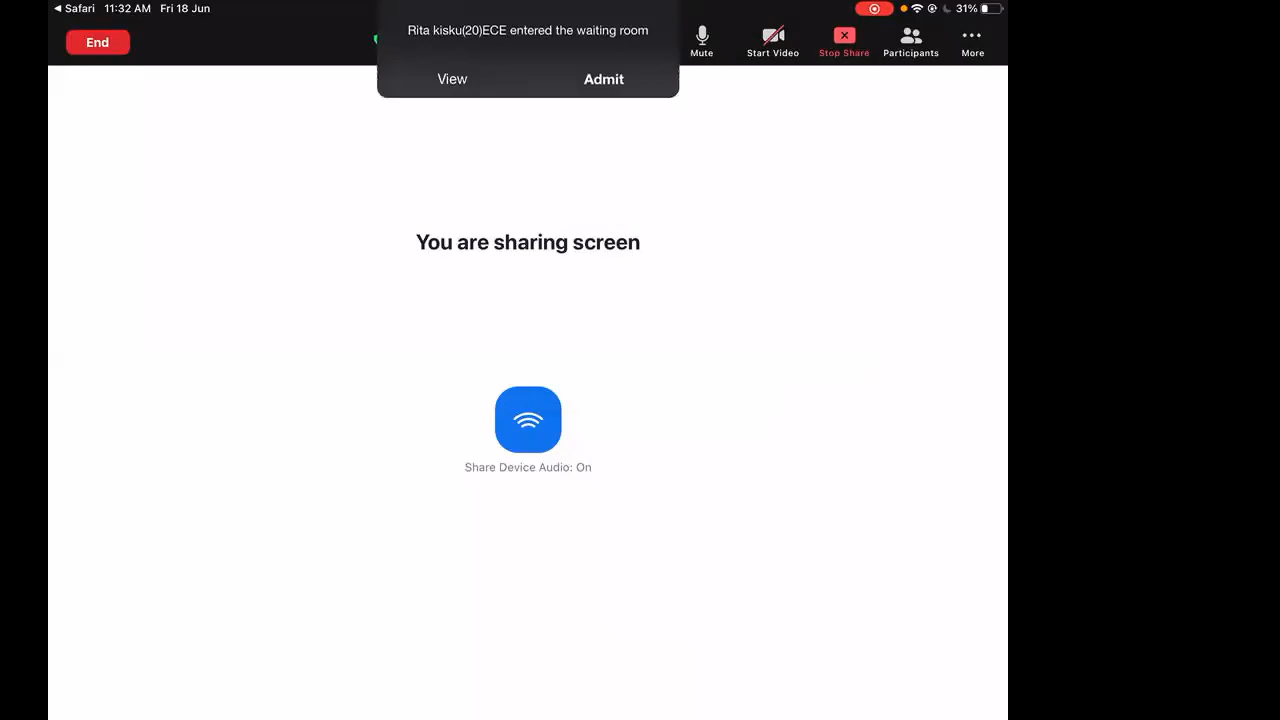 Safari 11:32 AM Fri 18 Jun 31%
End
Rita kisku(20)ECE entered the waiting room
View Admit
Mute Start Video Stop Share Participants More
You are sharing screen
Share Device Audio: On